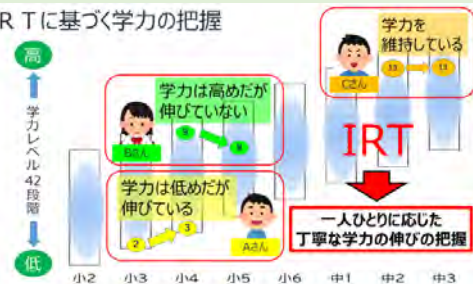 R Tに基づく学力の把握
高
学力レベル42段階
低
学力は高めだが
伸びていない
Bさん
9
8
学力は低めだが
伸びている
Aさん
2
3
学力を
維持している
Cさん
13
13
IRT
一人ひとりに応じた
丁寧な学力の伸びの把握
小2
小3
小4
小5
小6
中1
中2
中3